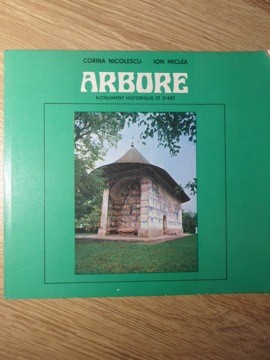 CORINA NICOLESCU ION MICLEA
ARBORE
MONUMENT HISTORIQUE ET D'ART